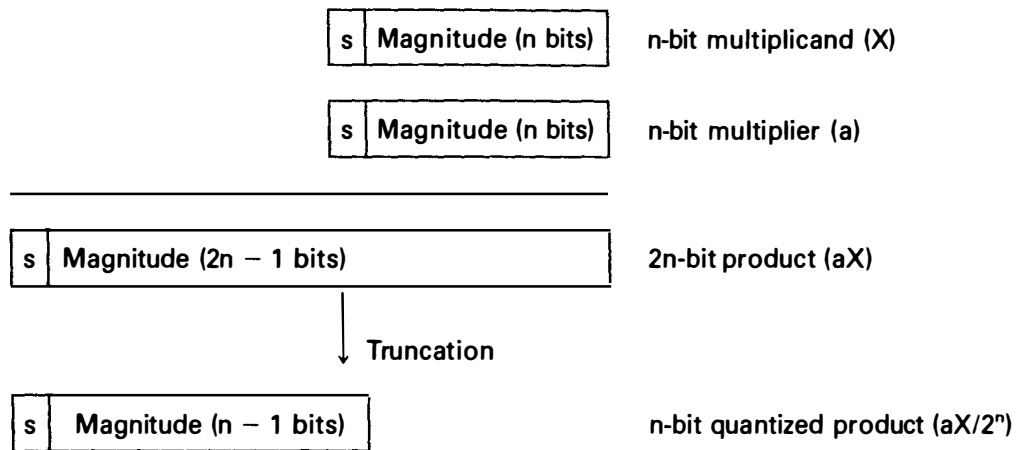 s Magnitude (n bits) n-bit multiplicand (X)
s Magnitude (n bits) n-bit multiplier (a)
s Magnitude (2n − 1 bits) 2n-bit product (aX)
Truncation
s Magnitude (n − 1 bits) n-bit quantized product (aX/2ⁿ)